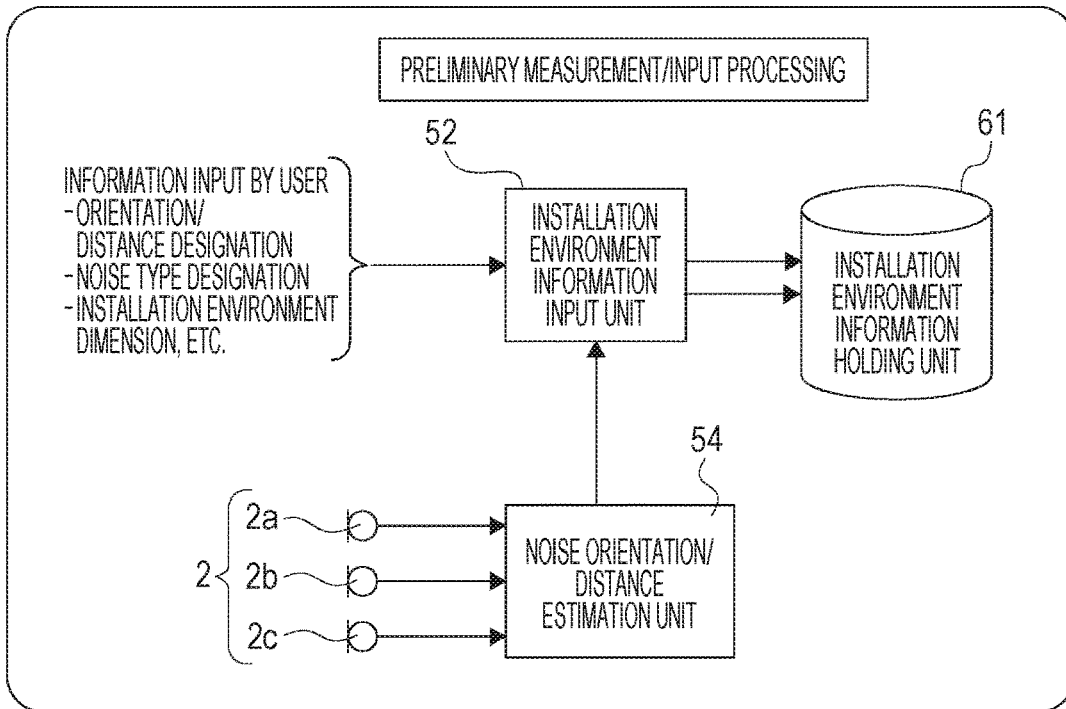 PRELIMINARY MEASUREMENT/INPUT PROCESSING
52
61
INFORMATION INPUT BY USER
-ORIENTATION/
DISTANCE DESIGNATION
-NOISE TYPE DESIGNATION
-INSTALLATION ENVIRONMENT
DIMENSION, ETC.
INSTALLATION
ENVIRONMENT
INFORMATION
INPUT UNIT
INSTALLATION
ENVIRONMENT
INFORMATION
HOLDING UNIT
54
2
2a
2b
2c
NOISE ORIENTATION/
DISTANCE
ESTIMATION UNIT